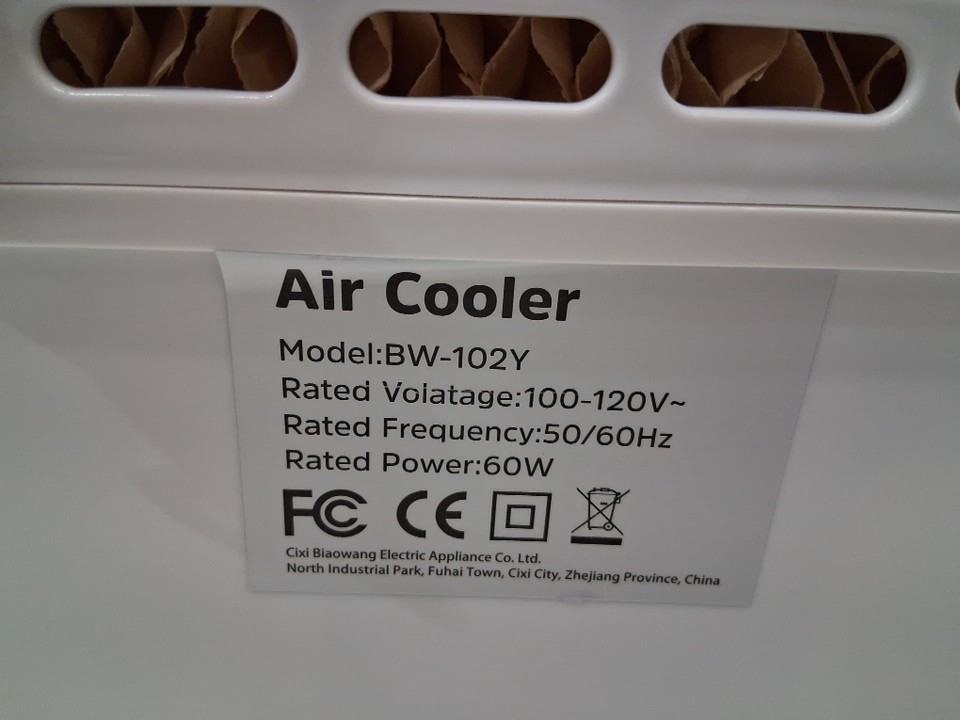 Air Cooler
Model:BW-102Y
Rated Volatage:100-120V~
Rated Frequency:50/60Hz
Rated Power:60W
FC CE
Cixi Biaowang Electric Appliance Co. Ltd.
North Industrial Park, Fuhai Town, Cixi City, Zhejiang Province, China